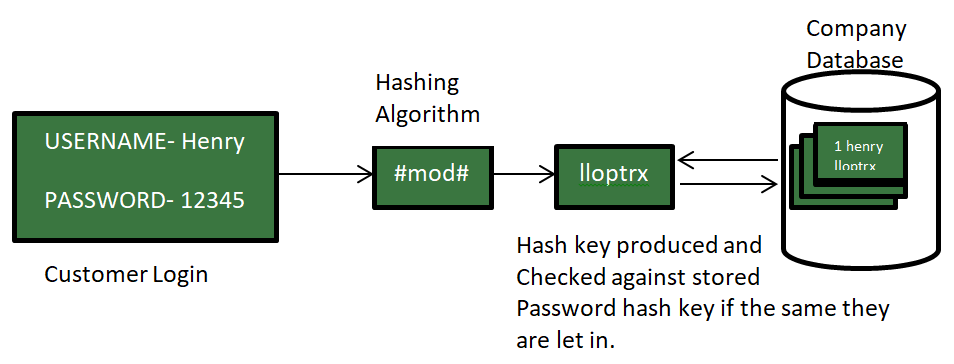 Company
Database
Hashing
Algorithm
USERNAME- Henry
PASSWORD- 12345
#mod#
lloptrx
1 henry
lloptrx
Customer Login
Hash key produced and
Checked against stored
Password hash key if the same they
are let in.